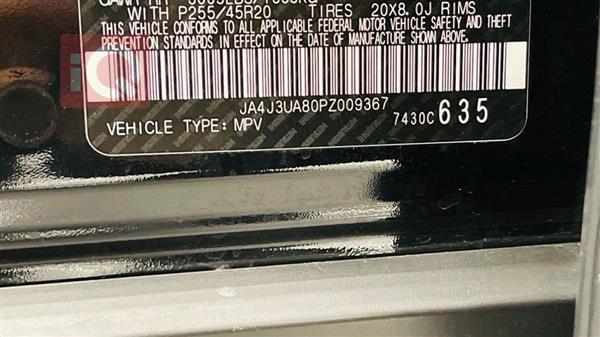 WITH P255/45R20 TIRES 20X8.0J RIMS
THIS VEHICLE CONFORMS TO ALL APPLICABLE FEDERAL MOTOR VEHICLE SAFETY AND THEFT
PREVENTION STANDARDS IN EFFECT ON THE DATE OF MANUFACTURE SHOWN ABOVE.
iQ
JA4J3UA80PZ009367
VEHICLE TYPE: MPV 7430C 635